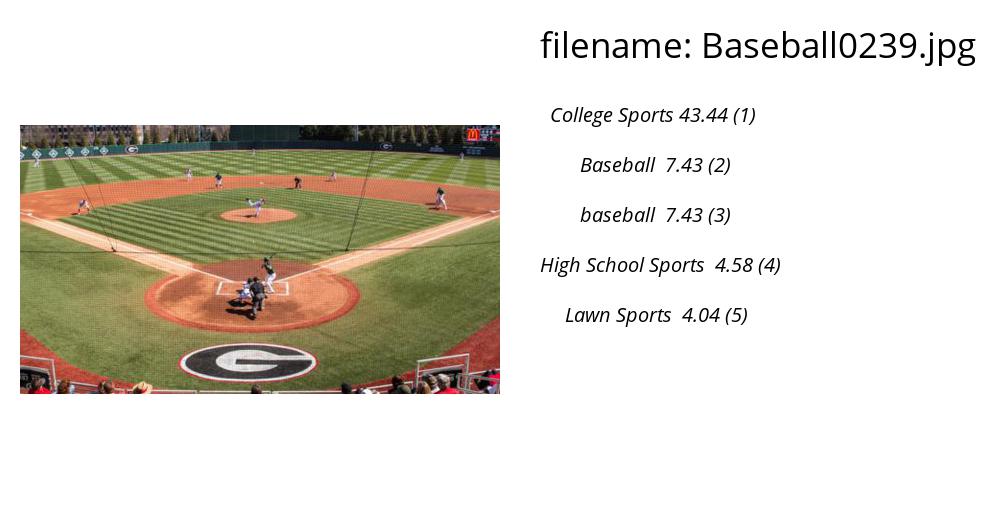 filename: Baseball0239.jpg
College Sports 43.44 (1)
Baseball 7.43 (2)
baseball 7.43 (3)
High School Sports 4.58 (4)
Lawn Sports 4.04 (5)
G